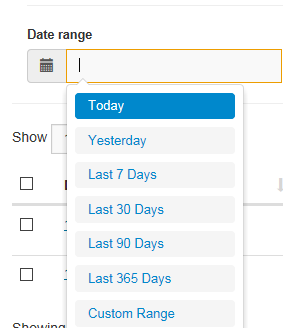 Date range
Today
Show
Yesterday
Last 7 Days
Last 30 Days
Last 90 Days
Last 365 Days
Custom Range
Showing